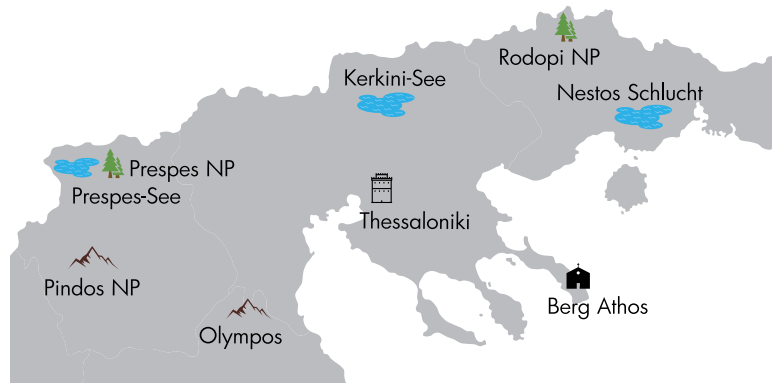 Rodopi NP
Kerkini-See
Nestos Schlucht
Prespes NP
Prespes-See
Thessaloniki
Pindos NP
Berg Athos
Olympos